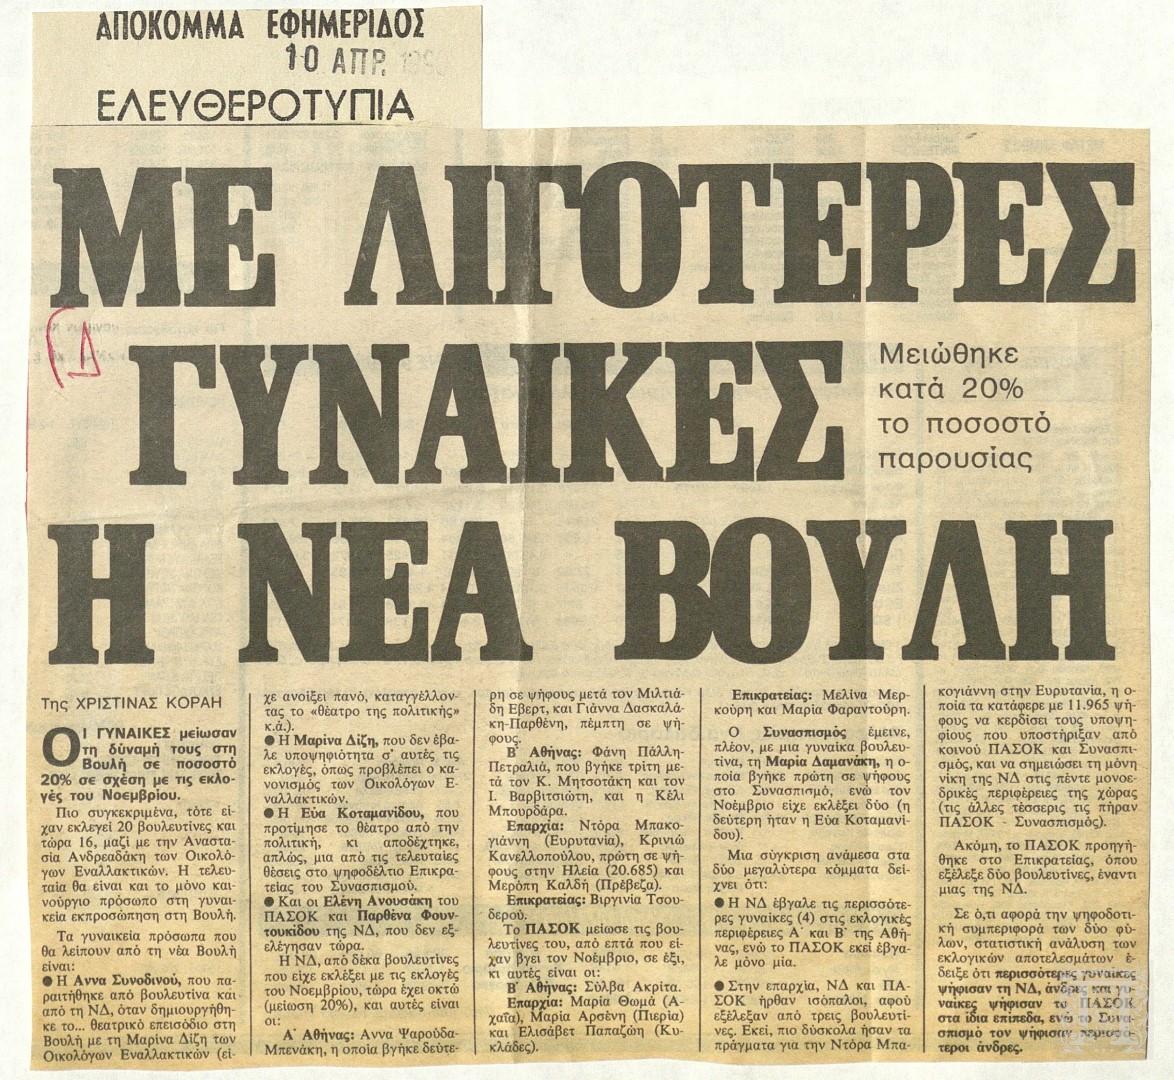 ΑΠΟΚΟΜΜΑ ΕΦΗΜΕΡΙΔΟΣ
10 ΑΠΡ.
ΕΛΕΥΘΕΡΟΤΥΠΙΑ
ΜΕ ΛΙΓΟΤΕΡΕΣ
ΓΥΝΑΙΚΕΣ
Η ΝΕΑ ΒΟΥΛΗ
Μειώθηκε
κατά 20%
το ποσοστό
παρουσίας
Της ΧΡΙΣΤΙΝΑΣ ΚΟΡΑΗ
ΟΙ ΓΥΝΑΙΚΕΣ μείωσαν
τη δύναμή τους στη
Βουλή σε ποσοστό
20% σε σχέση με τις εκλο-
γές του Νοεμβρίου.
Πιο συγκεκριμένα, τότε εί-
χαν εκλεγεί 20 βουλευτίνες και
τώρα 16, μαζί με την Αναστα-
σία Ανδρεαδάκη των Οικολό-
γων Εναλλακτικών. Η τελευ-
ταία θα είναι και το μόνο και-
νούργιο πρόσωπο στη γυναι-
κεία εκπροσώπηση στη Βουλή.
Τα γυναικεία πρόσωπα που
θα λείπουν από τη νέα Βουλή
είναι:
● Η Αννα Συνοδινού, που πα-
ραιτήθηκε από βουλευτίνα και
από τη ΝΔ, όταν δημιουργήθη-
κε το... θεατρικό επεισόδιο στη
Βουλή με τη Μαρίνα Δίζη των
Οικολόγων Εναλλακτικών (εί-
χε ανοίξει πανό, καταγγέλλον-
τας το «θέατρο της πολιτικής»
κ.ά.).
● Η Μαρίνα Δίζη, που δεν έβα-
λε υποψηφιότητα σ' αυτές τις
εκλογές, όπως προβλέπει ο κα-
νονισμός των Οικολόγων Ε-
ναλλακτικών.
● Η Εύα Κοταμανίδου, που
προτίμησε το θέατρο από την
πολιτική, κι αποδέχτηκε,
απλώς, μια από τις τελευταίες
θέσεις στο ψηφοδέλτιο Επικρα-
τείας του Συνασπισμού.
● Και οι Ελένη Ανουσάκη του
ΠΑΣΟΚ και Παρθένα Φουν-
τουκίδου της ΝΔ, που δεν εξ-
ελέγησαν τώρα.
Η ΝΔ, από δέκα βουλευτίνες
που είχε εκλέξει με τις εκλογές
του Νοεμβρίου, τώρα έχει οκτώ
(μείωση 20%), και αυτές είναι
οι:
Α΄ Αθήνας: Αννα Ψαρούδα-
Μπενάκη, η οποία βγήκε δεύτε-
ρη σε ψήφους μετά τον Μιλτιά-
δη Εβερτ, και Γιάννα Δασκαλά-
κη-Παρθένη, πέμπτη σε ψή-
φους.
Β΄ Αθήνας: Φάνη Πάλλη-
Πετραλιά, που βγήκε τρίτη με-
τά τον Κ. Μητσοτάκη και τον
Ι. Βαρβιτσιώτη, και η Κέλι
Μπουρδάρα.
Επαρχία: Ντόρα Μπακο-
γιάννη (Ευρυτανία), Κρινιώ
Κανελλοπούλου, πρώτη σε ψή-
φους στην Ηλεία (20.685) και
Μερόπη Καλδή (Πρέβεζα).
Επικρατείας: Βιργινία Τσου-
δερού.
Το ΠΑΣΟΚ μείωσε τις βου-
λευτίνες του, από επτά που εί-
χαν βγει τον Νοέμβριο, σε έξι,
κι αυτές είναι οι:
Β΄ Αθήνας: Σύλβα Ακρίτα.
Επαρχία: Μαρία Θωμά (Α-
χαΐα), Μαρία Αρσένη (Πιερία)
και Ελισάβετ Παπαζώη (Κυ-
κλάδες).
Επικρατείας: Μελίνα Μερ-
κούρη και Μαρία Φαραντούρη.
Ο Συνασπισμός έμεινε,
πλέον, με μια γυναίκα βουλευ-
τίνα, τη Μαρία Δαμανάκη, η ο-
ποία βγήκε πρώτη σε ψήφους
στο Συνασπισμό, ενώ τον
Νοέμβριο είχε εκλέξει δύο (η
δεύτερη ήταν η Εύα Κοταμανί-
δου).
Μια σύγκριση ανάμεσα στα
δύο μεγαλύτερα κόμματα δεί-
χνει ότι:
● Η ΝΔ έβγαλε τις περισσότε-
ρες γυναίκες (4) στις εκλογικές
περιφέρειες Α΄ και Β΄ της Αθή-
νας, ενώ το ΠΑΣΟΚ εκεί έβγα-
λε μόνο μία.
● Στην επαρχία, ΝΔ και ΠΑ-
ΣΟΚ ήρθαν ισόπαλοι, αφού
εξέλεξαν από τρεις βουλευτί-
νες. Εκεί, πιο δύσκολα ήσαν τα
πράγματα για την Ντόρα Μπα-
κογιάννη στην Ευρυτανία, η ο-
ποία τα κατάφερε με 11.965 ψή-
φους να κερδίσει τους υποψη-
φίους που υποστήριξαν από
κοινού ΠΑΣΟΚ και Συνασπι-
σμός, και να σημειώσει τη μόνη
νίκη της ΝΔ στις πέντε μονοε-
δρικές περιφέρειες της χώρας
(τις άλλες τέσσερις τις πήραν
ΠΑΣΟΚ - Συνασπισμός).
Ακόμη, το ΠΑΣΟΚ προηγή-
θηκε στο Επικρατείας, όπου
εξέλεξε δύο βουλευτίνες, έναντι
μιας της ΝΔ.
Σε ό,τι αφορά την ψηφοδοτι-
κή συμπεριφορά των δύο φύ-
λων, στατιστική ανάλυση των
εκλογικών αποτελεσμάτων έ-
δειξε ότι περισσότερες γυναίκες
ψήφισαν τη ΝΔ, άνδρες και γυ-
ναίκες ψήφισαν το ΠΑΣΟΚ
στα ίδια επίπεδα, ενώ το Συνα-
σπισμό τον ψήφισαν περισσό-
τεροι άνδρες.